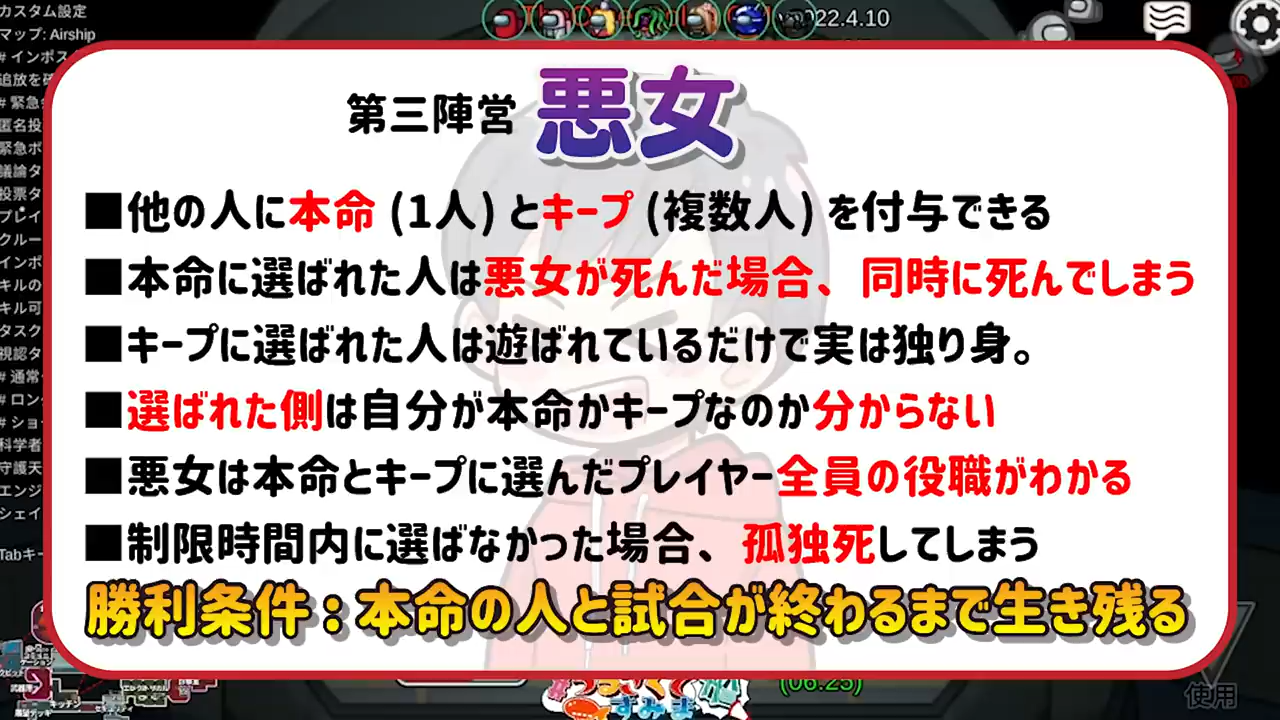 カスタム設定
マップ: Airship
2022.4.10
第三陣営 悪女
■他の人に本命 (1人) とキープ (複数人) を付与できる
■本命に選ばれた人は悪女が死んだ場合、同時に死んでしまう
■キープに選ばれた人は遊ばれているだけで実は独り身。
■選ばれた側は自分が本命かキープなのか分からない
■悪女は本命とキープに選んだプレイヤー全員の役職がわかる
■制限時間内に選ばなかった場合、孤独死してしまう
勝利条件：本命の人と試合が終わるまで生き残る
(06:25)
使用